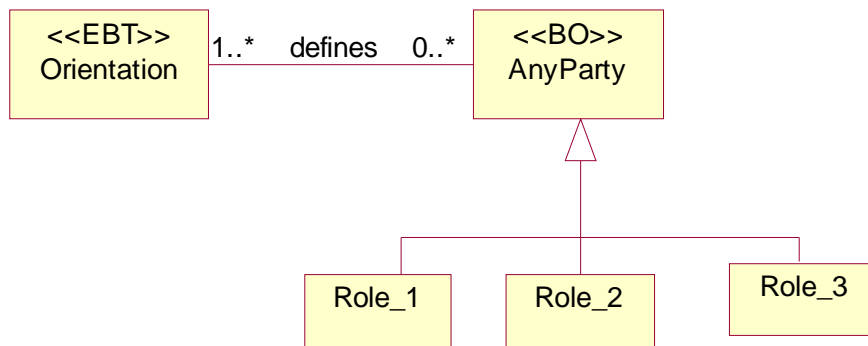 <<EBT>>
Orientation
1..* defines 0..*
<<BO>>
AnyParty
Role_1
Role_2
Role_3